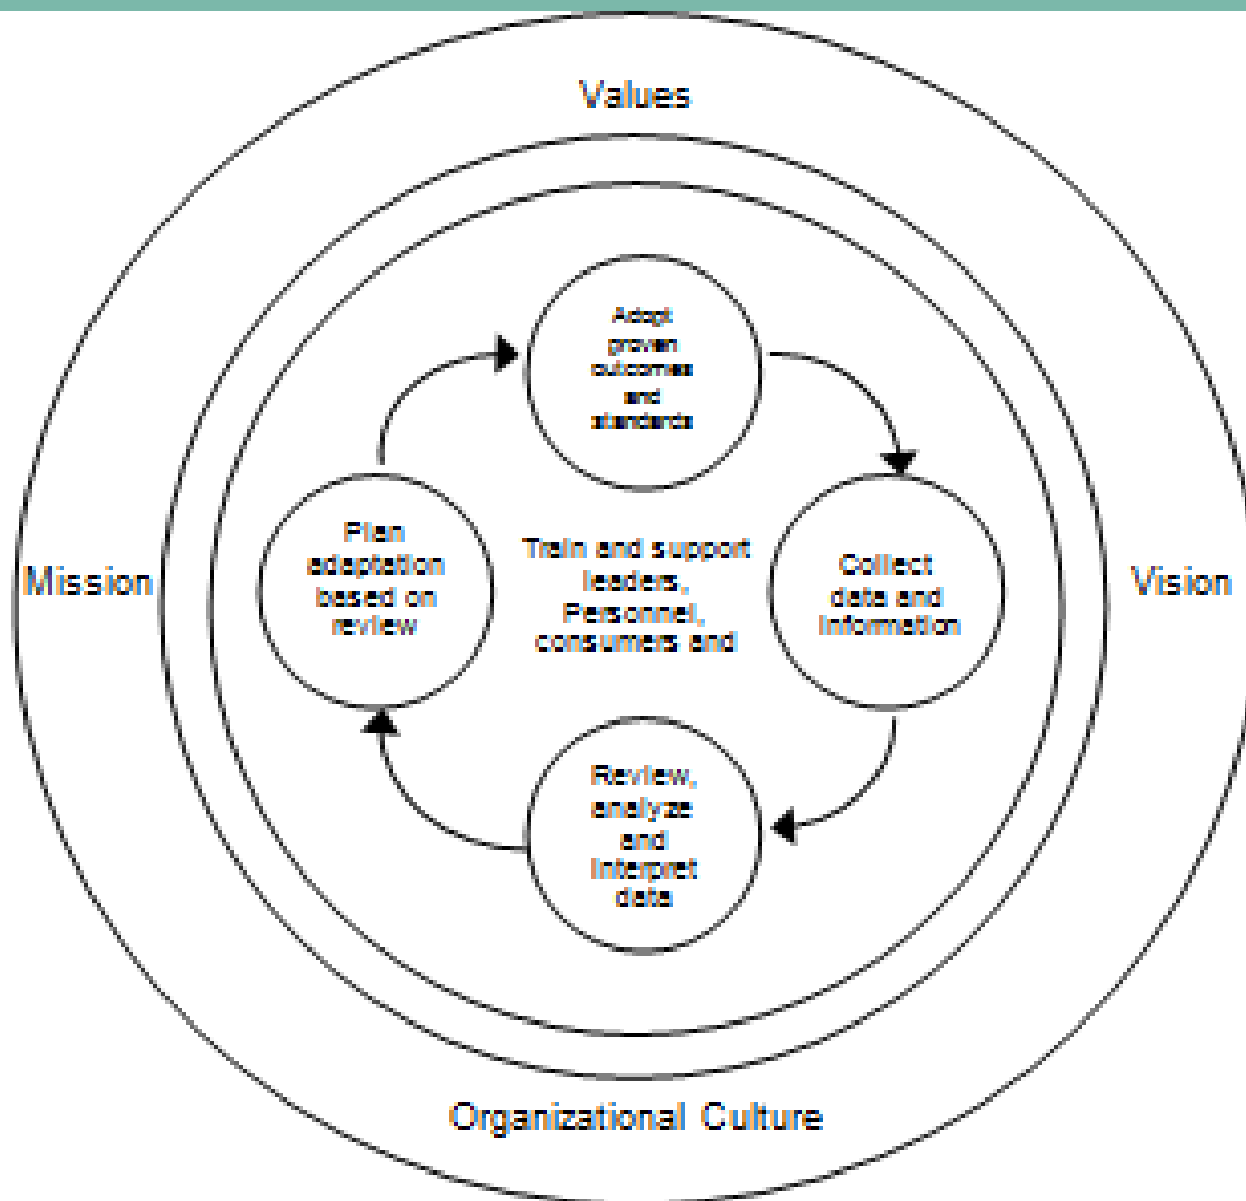 Values
Adopt
proven
outcomes
and
standards
Plan
adaptation
based on
review
Train and support
leaders,
Personnel,
consumers and
Collect
data and
information
Mission
Vision
Review,
analyze
and
interpret
data
Organizational Culture